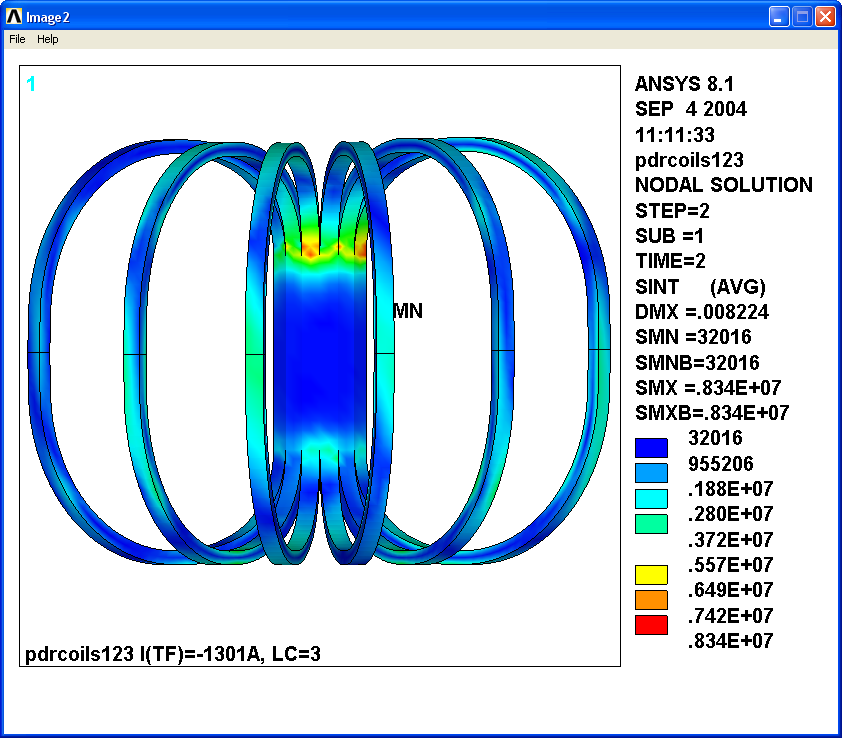 Image2
File Help
1
ANSYS 8.1
SEP 4 2004
11:11:33
pdrcoils123
NODAL SOLUTION
STEP=2
SUB =1
TIME=2
SINT (AVG)
DMX =.008224
SMN =32016
SMNB=32016
SMX =.834E+07
SMXB=.834E+07
32016
955206
.188E+07
.280E+07
.372E+07
.557E+07
.649E+07
.742E+07
.834E+07
MN
pdrcoils123 I(TF)=-1301A, LC=3